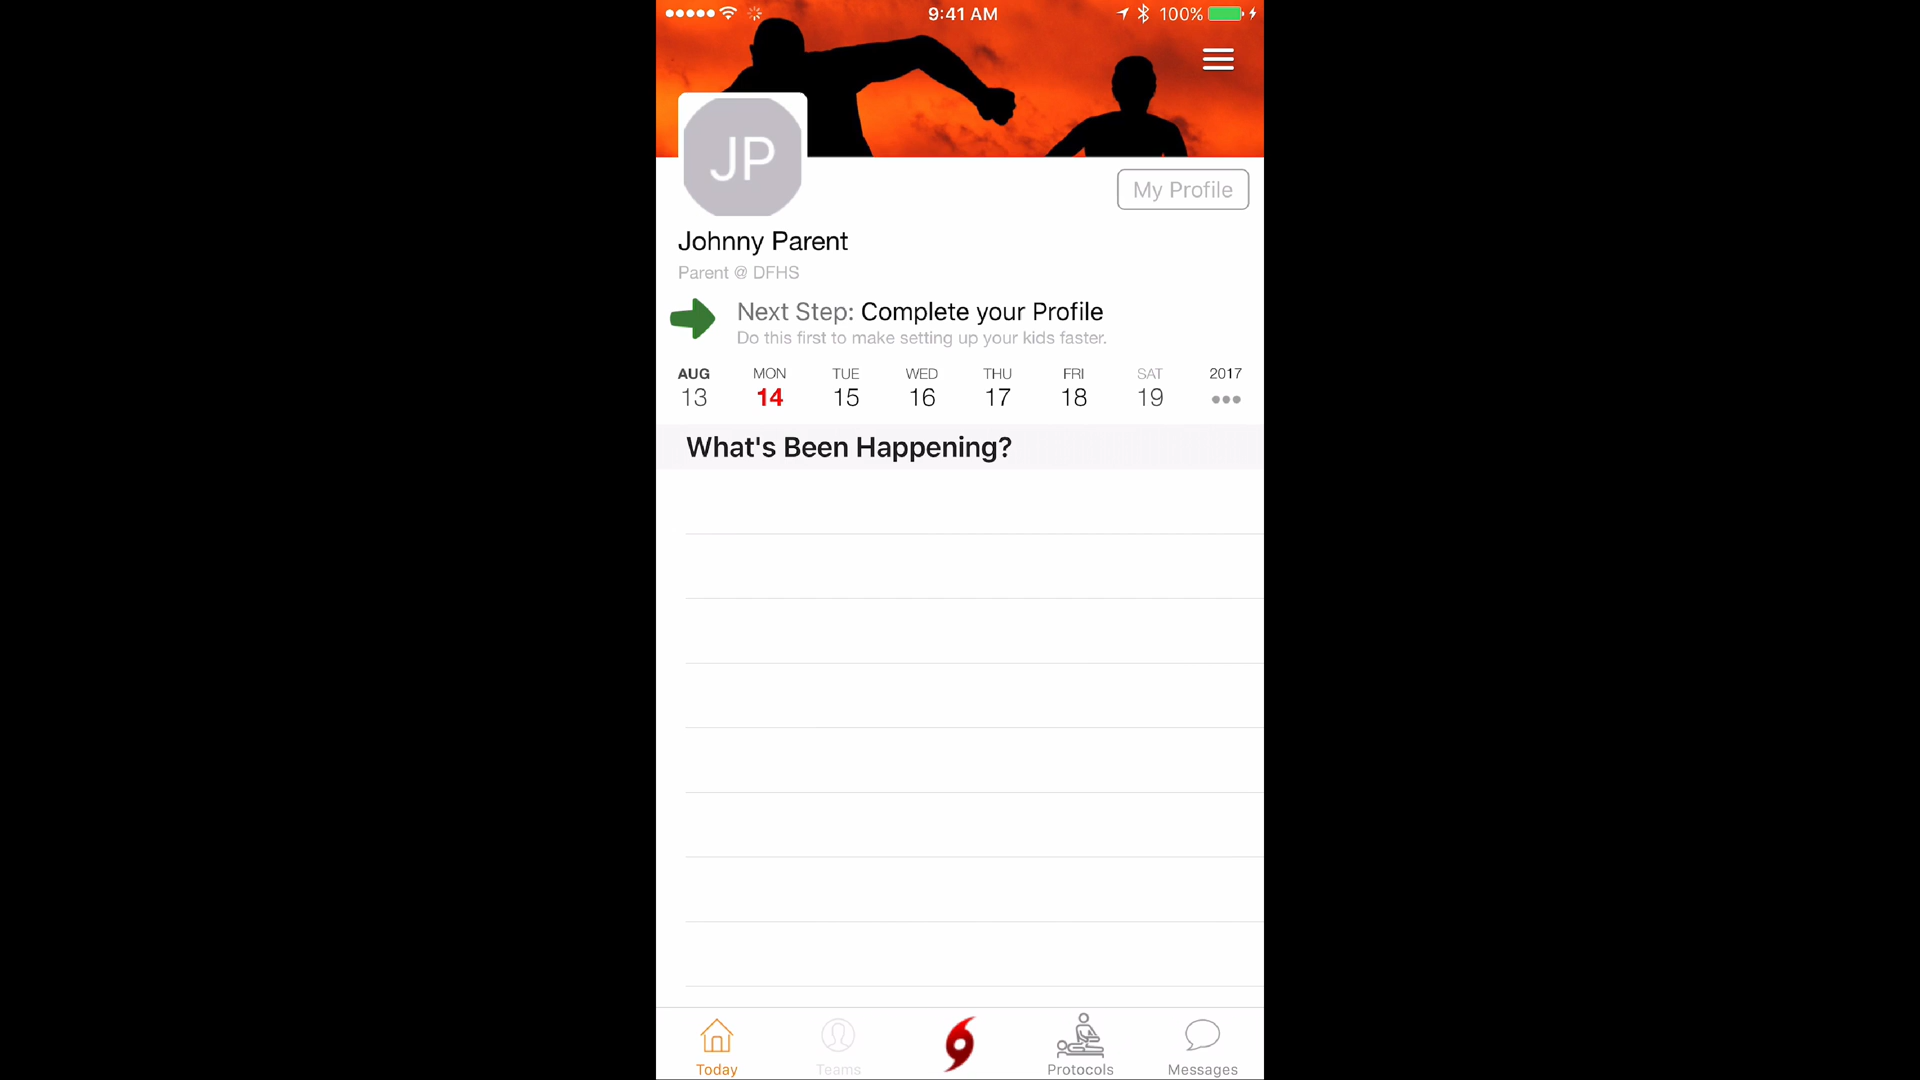 9:41 AM
100%
JP
My Profile
Johnny Parent
Parent @ DFHS
Next Step: Complete your Profile
Do this first to make setting up your kids faster.
AUG MON TUE WED THU FRI SAT 2017
13 14 15 16 17 18 19
What's Been Happening?
Today Teams Protocols Messages